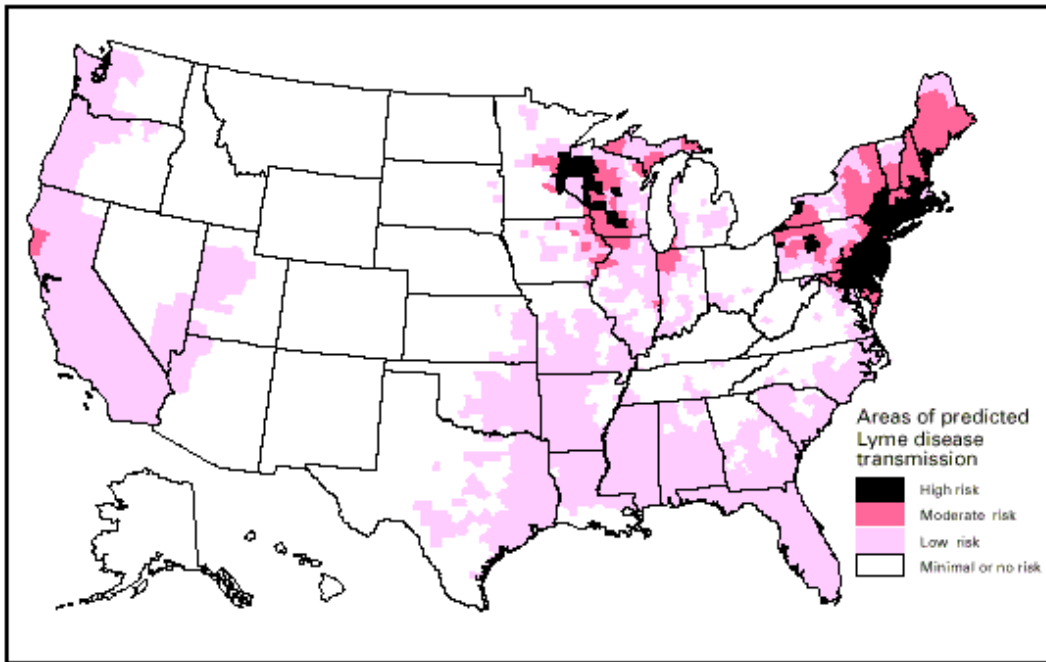 Areas of predicted
Lyme disease
transmission
High risk
Moderate risk
Low risk
Minimal or no risk